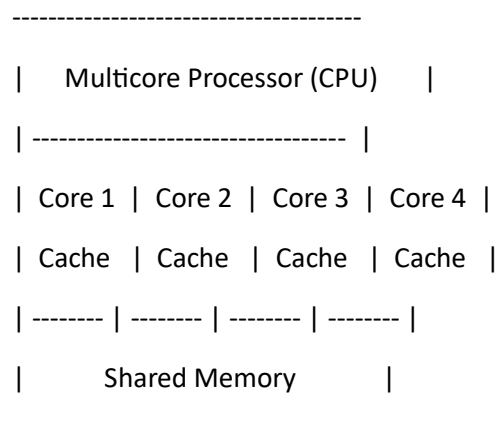 ---------------------------------------
| Multicore Processor (CPU) |
| ----------------------------------- |
| Core 1 | Core 2 | Core 3 | Core 4 |
| Cache | Cache | Cache | Cache |
| -------- | -------- | -------- | -------- |
| Shared Memory |